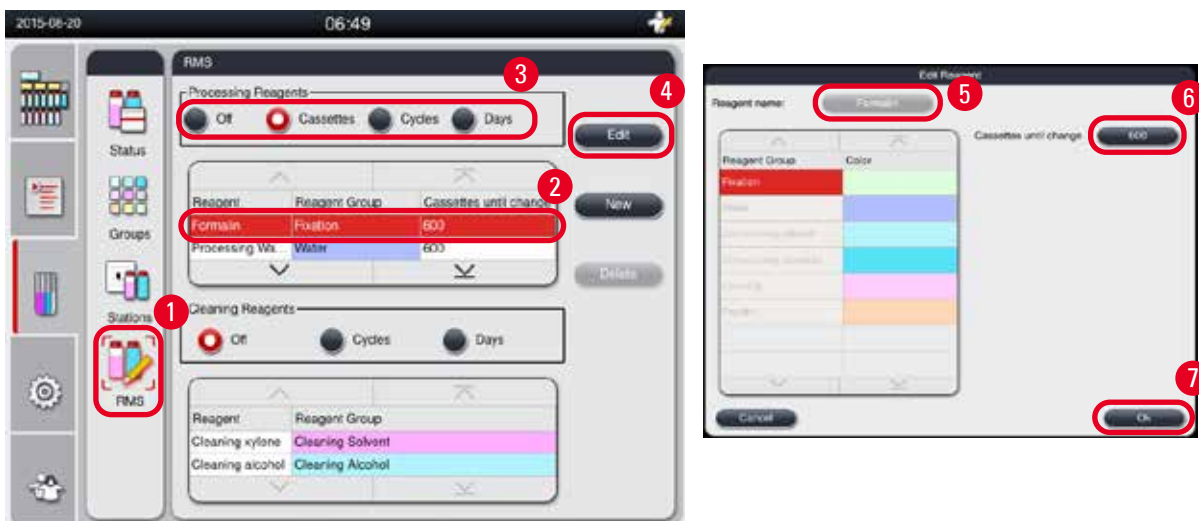 2015-08-20 06:49
RMS
3
Processing Reagents
4
Off Cassettes Cycles Days
Edit
Status
2
Reagent Reagent Group Cassettes until change
New
Formalin Fixation 600
Groups
Processing Wa... Water 600
Delete
Stations
1
Cleaning Reagents
Off Cycles Days
RMS
Reagent Reagent Group
Cleaning xylene Cleaning Solvent
Cleaning alcohol Cleaning Alcohol
Edit Reagent
Reagent name: Formalin
5
6
Cassettes until change 600
Reagent Group Color
Fixation
Water
Clearing
Paraffin
7
Cancel Ok